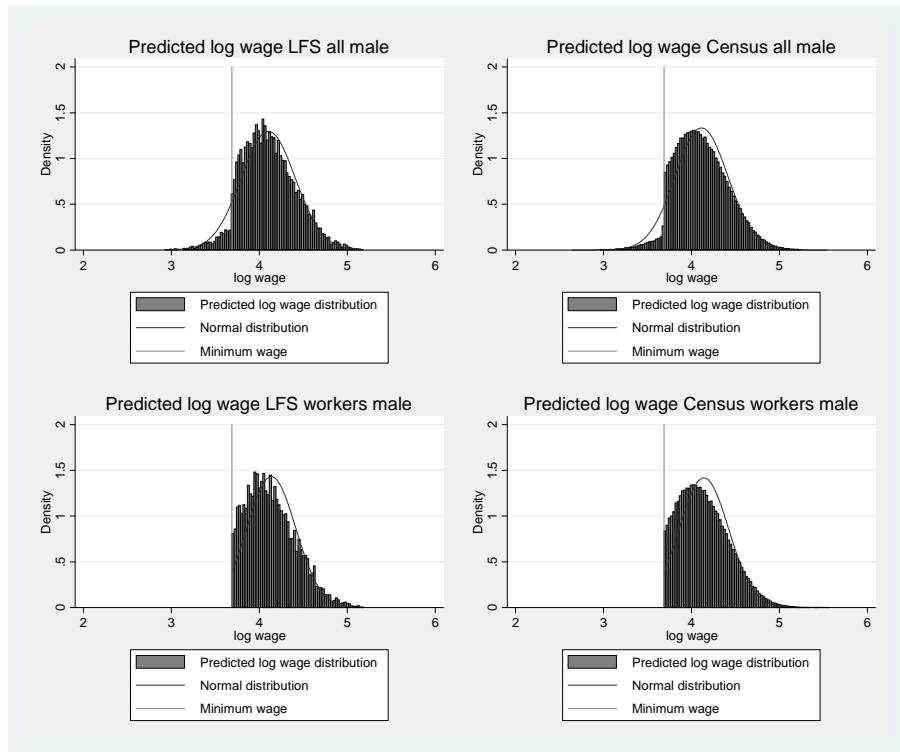 Predicted log wage LFS all male
Density
0
.5
1
1.5
2
2 3 4 5 6
log wage
Predicted log wage distribution
Normal distribution
Minimum wage
Predicted log wage Census all male
Density
0
.5
1
1.5
2
2 3 4 5 6
log wage
Predicted log wage distribution
Normal distribution
Minimum wage
Predicted log wage LFS workers male
Density
0
.5
1
1.5
2
2 3 4 5 6
log wage
Predicted log wage distribution
Normal distribution
Minimum wage
Predicted log wage Census workers male
Density
0
.5
1
1.5
2
2 3 4 5 6
log wage
Predicted log wage distribution
Normal distribution
Minimum wage